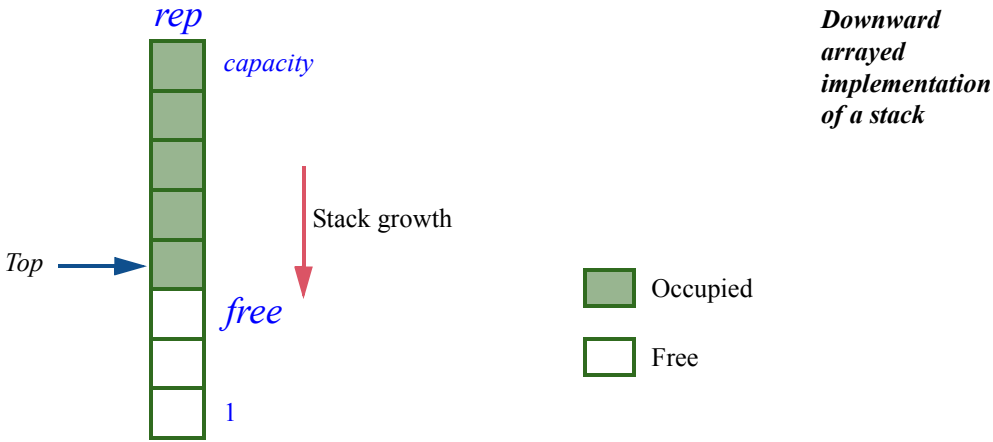 rep
capacity
Downward
arrayed
implementation
of a stack
Stack growth
Top
free
Occupied
Free
1